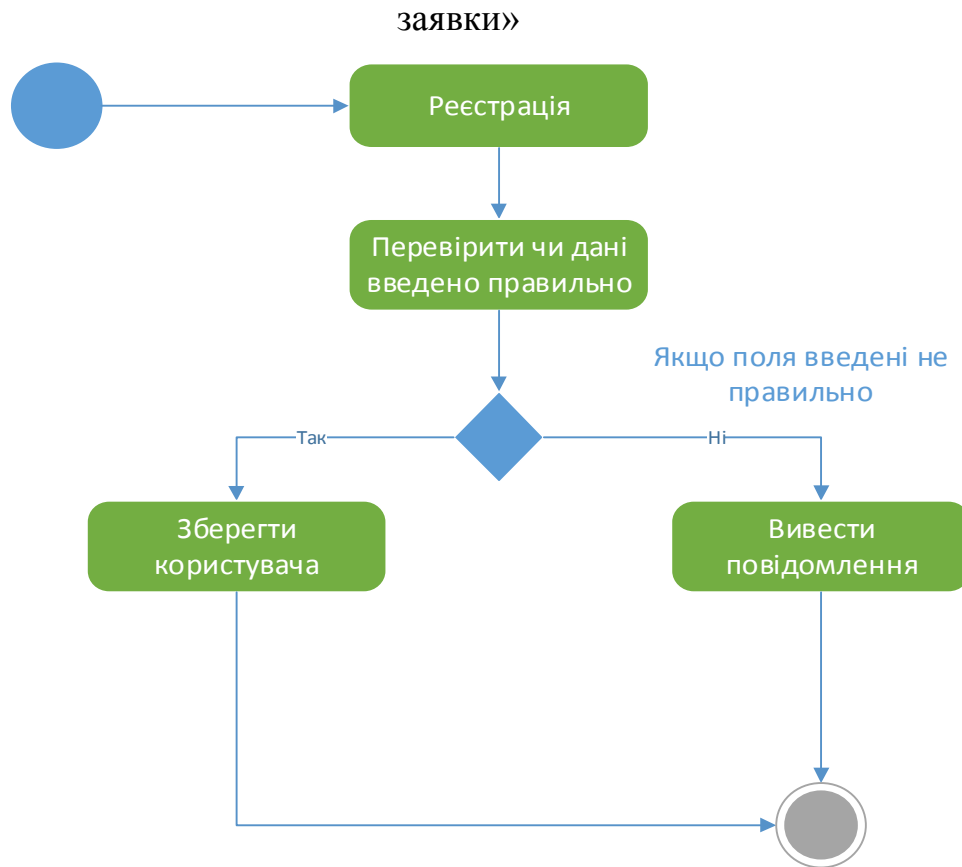 заявки»
Реєстрація
Перевірити чи дані
введено правильно
Якщо поля введені не
правильно
Так
Ні
Зберегти
користувача
Вивести
повідомлення